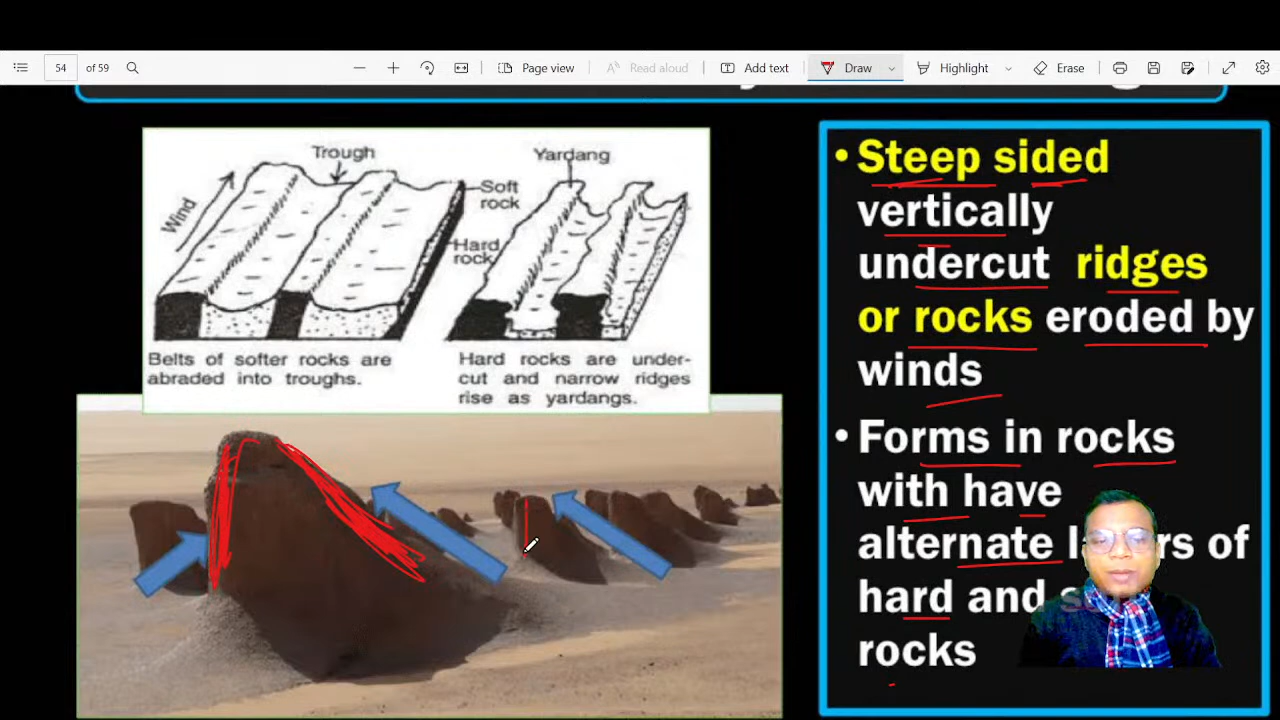 54 of 59 Page view Read aloud Add text Draw Highlight Erase
Trough
Wind
Soft
rock
Hard
rock
Belts of softer rocks are
abraded into troughs.
Yardang
Hard rocks are under-
cut and narrow ridges
rise as yardangs.
• Steep sided
vertically
undercut ridges
or rocks eroded by
winds
• Forms in rocks
with have
alternate of
hard and
rocks